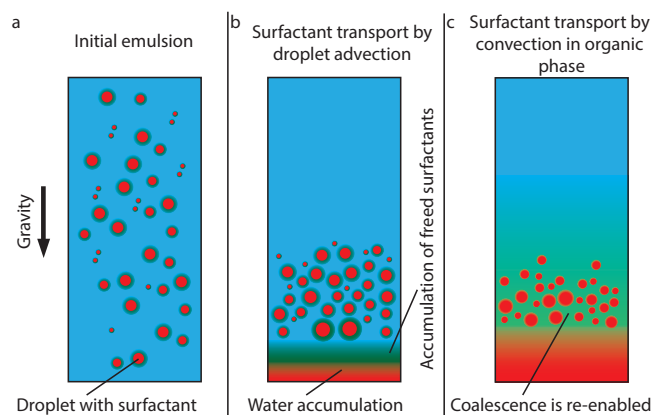 a
Initial emulsion
Gravity
Droplet with surfactant
b
Surfactant transport by
droplet advection
Accumulation of freed surfactants
Water accumulation
c
Surfactant transport by
convection in organic
phase
Coalescence is re-enabled